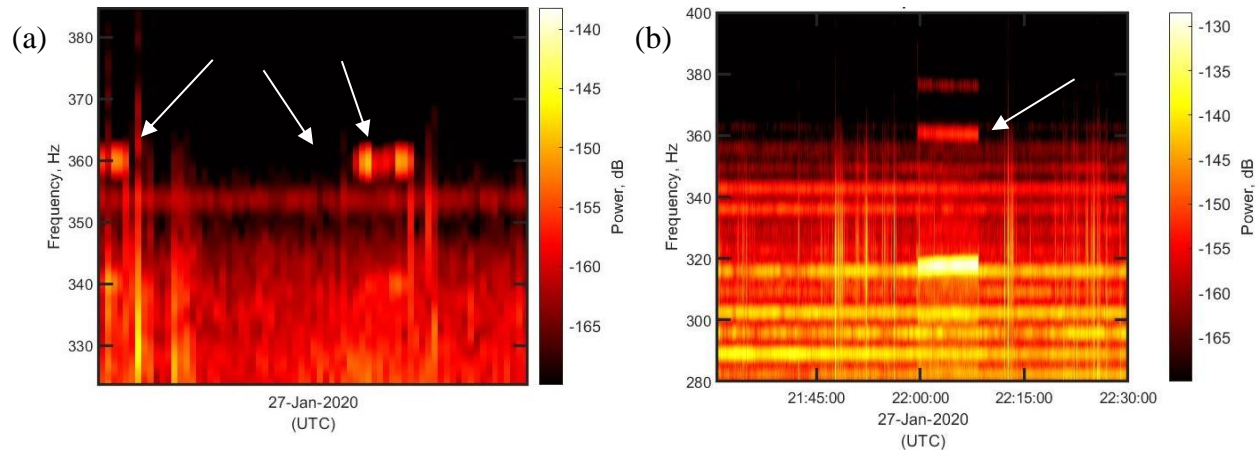 (a)
380
370
360
350
340
330
Frequency, Hz
27-Jan-2020
(UTC)
-140
-145
-150
-155
-160
-165
Power, dB
(b)
400
380
360
340
320
300
280
Frequency, Hz
21:45:00 22:00:00 22:15:00 22:30:00
27-Jan-2020
(UTC)
-130
-135
-140
-145
-150
-155
-160
-165
Power, dB